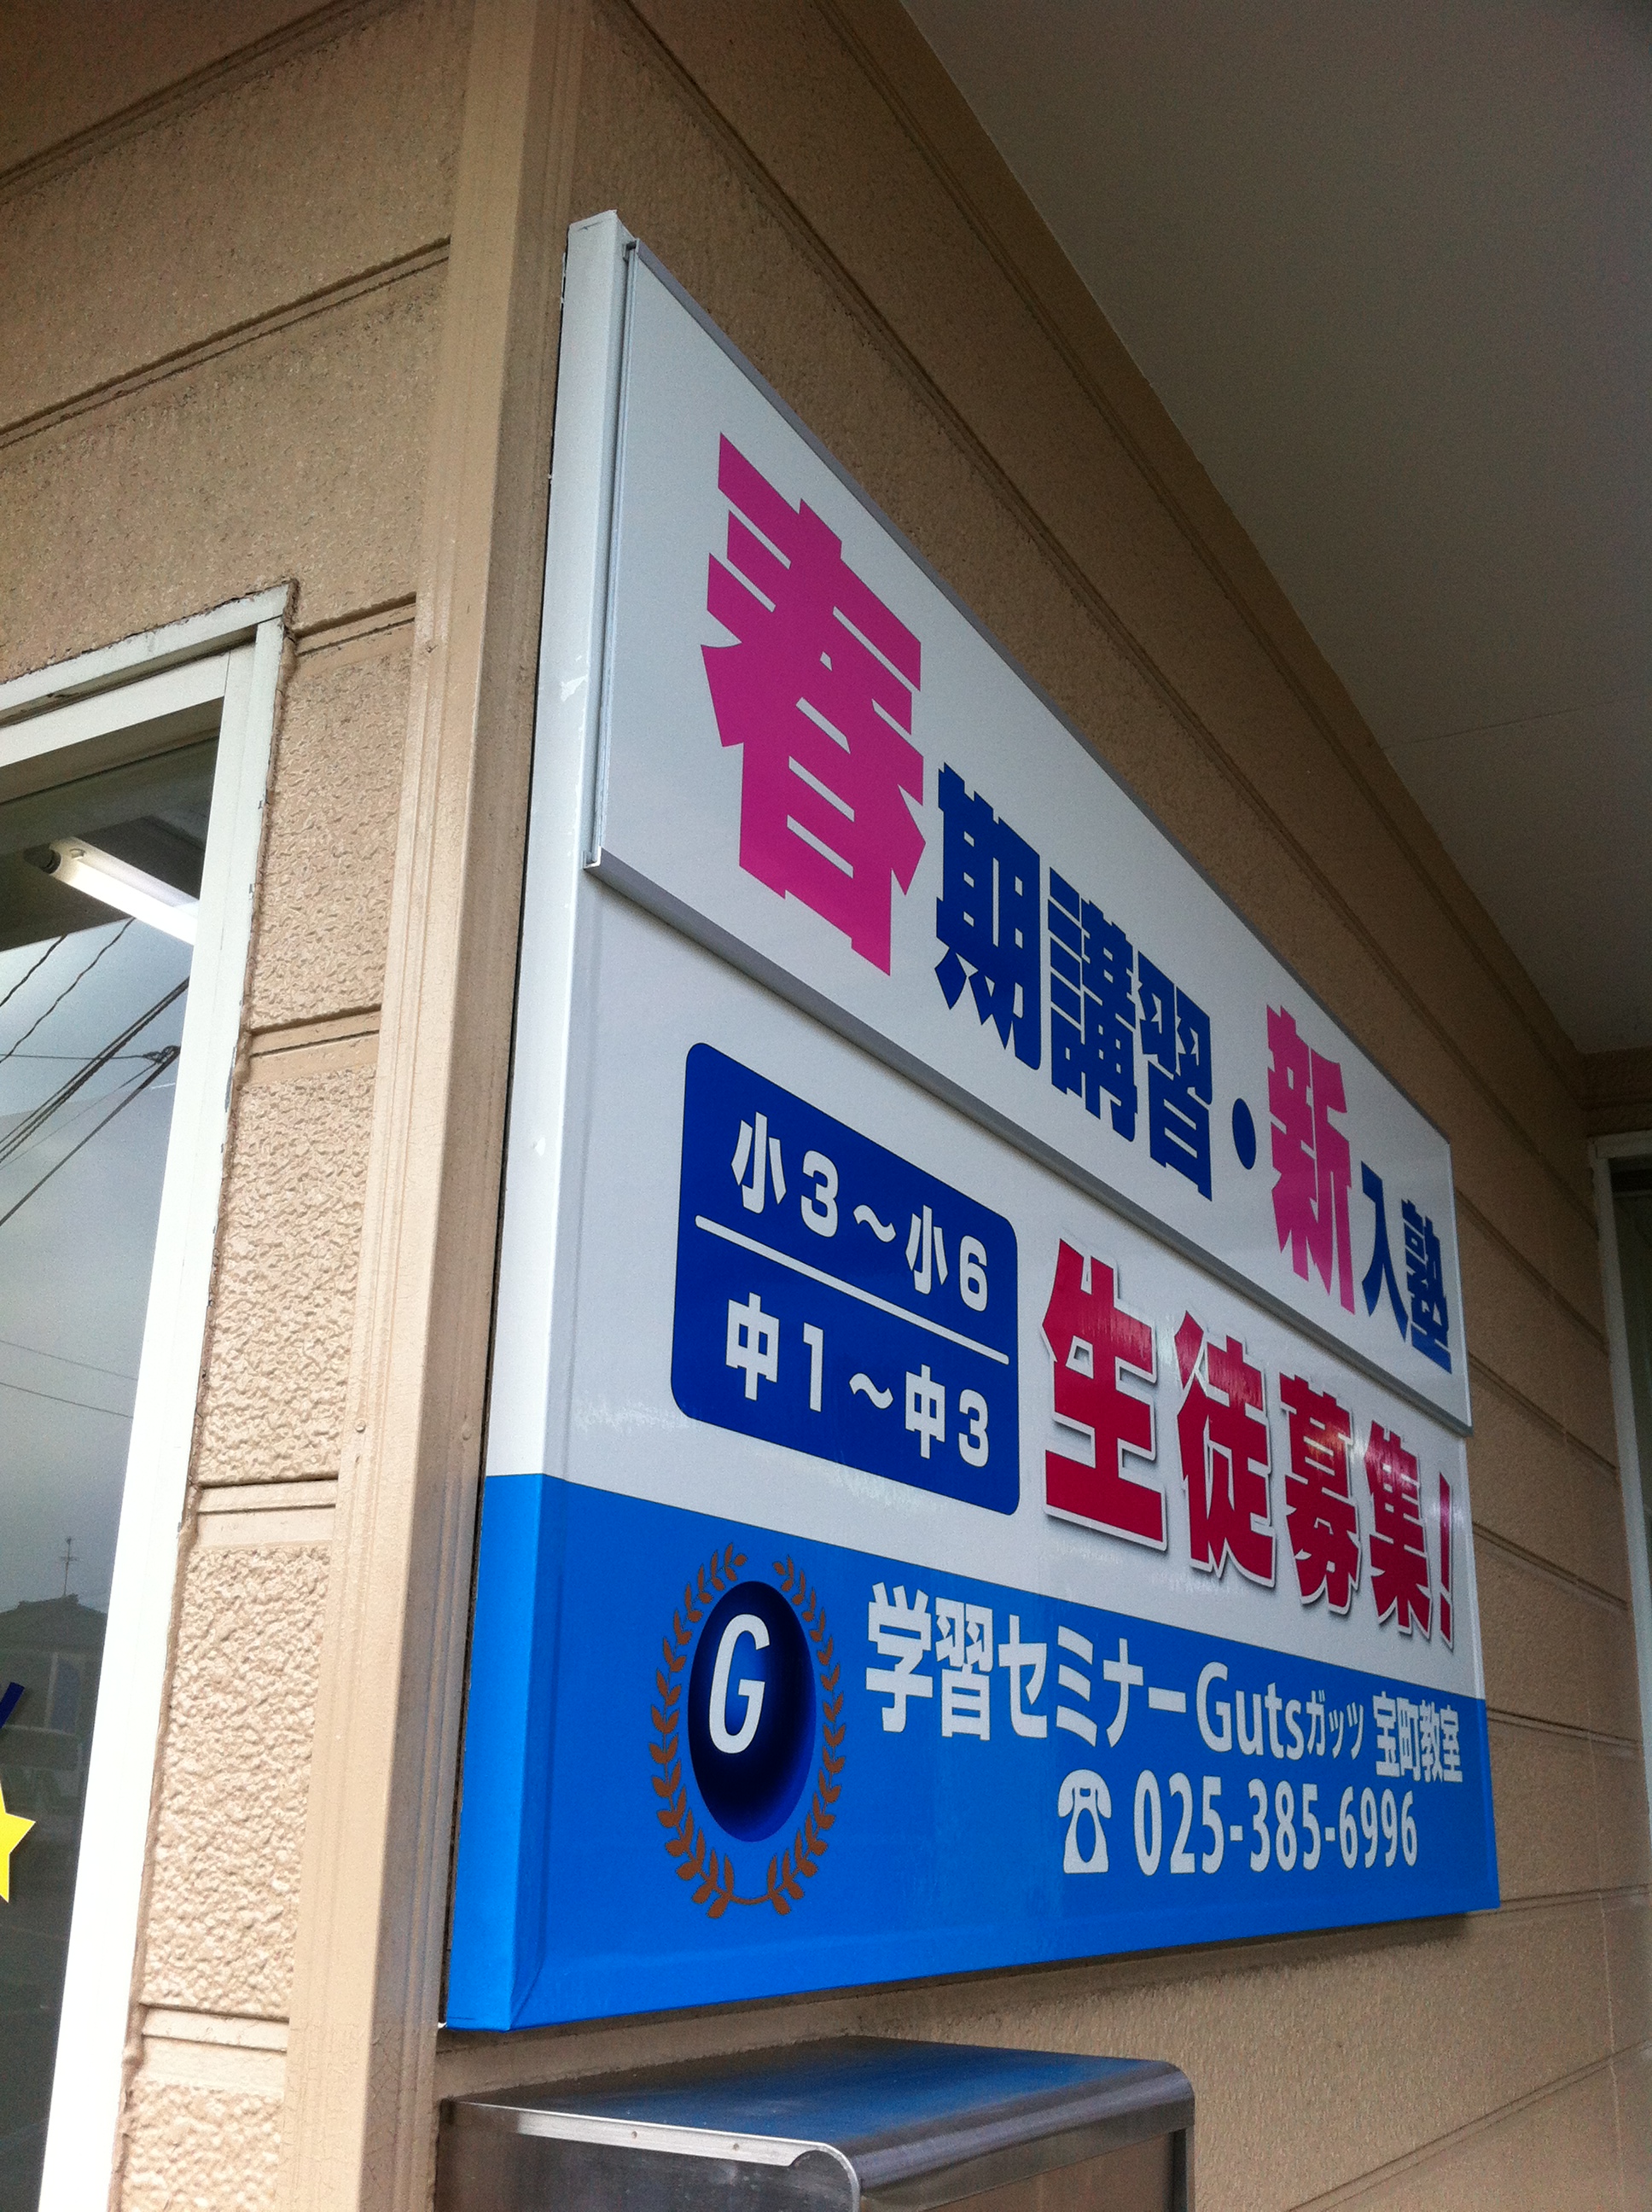 春期講習・新入塾
小3～小6
中1～中3
生徒募集!
G
学習セミナーGutsガッツ 宝町教室
☎025-385-6996